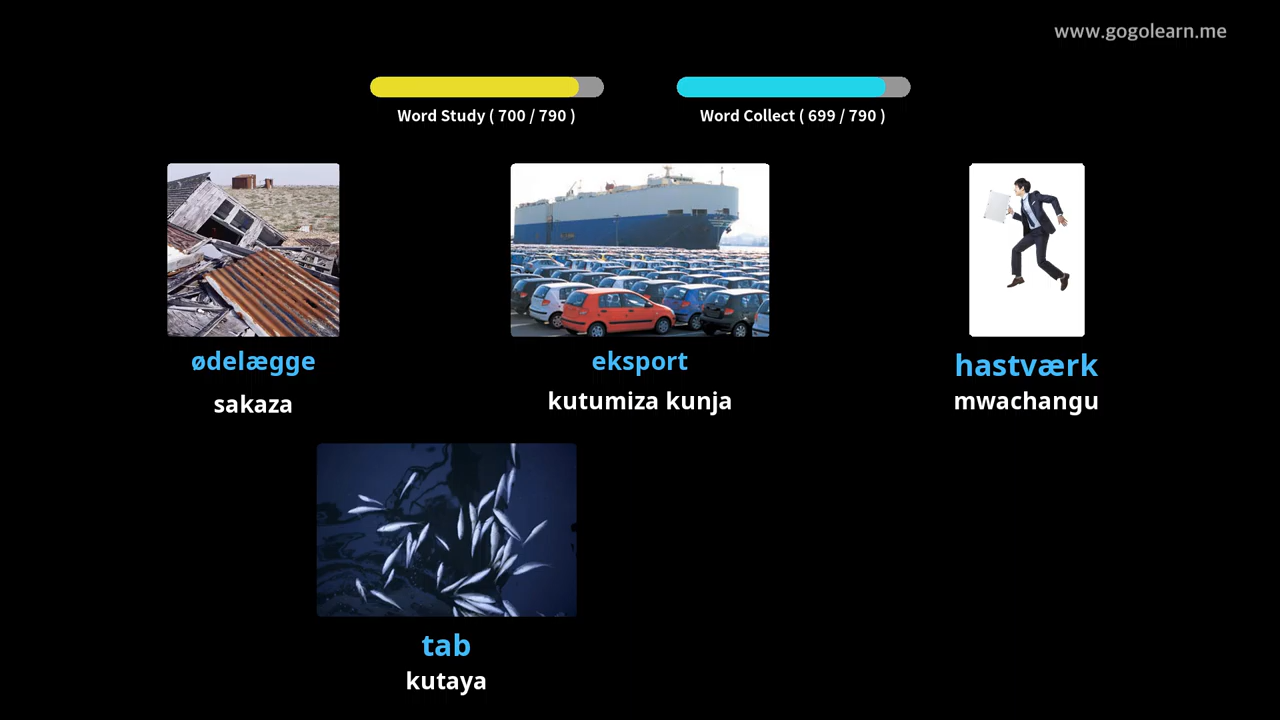 www.gogolearn.me
Word Study ( 700 / 790 )
Word Collect ( 699 / 790 )
ødelægge
sakaza
eksport
kutumiza kunja
hastværk
mwachangu
tab
kutaya